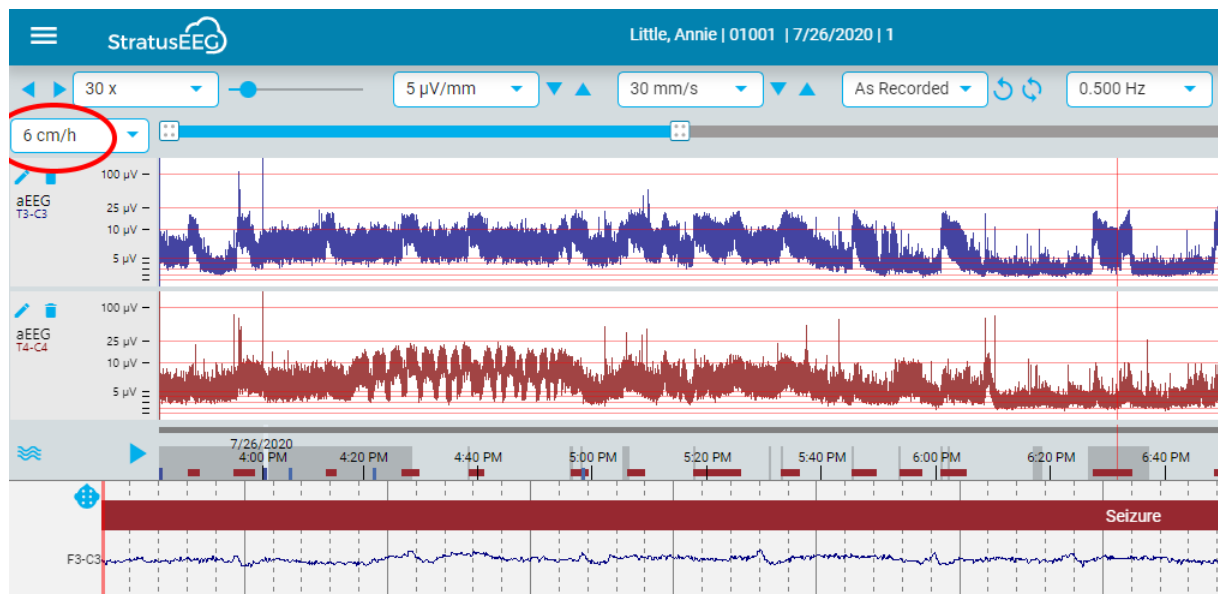 StratusEEG
Little, Annie | 01001 | 7/26/2020 | 1
30 x
5 µV/mm
30 mm/s
As Recorded
0.500 Hz
6 cm/h
aEEG
T3-C3
100 µV
25 µV
10 µV
5 µV
aEEG
T4-C4
100 µV
25 µV
10 µV
5 µV
7/26/2020
4:00 PM 4:20 PM 4:40 PM 5:00 PM 5:20 PM 5:40 PM 6:00 PM 6:20 PM 6:40 PM
Seizure
F3-C3